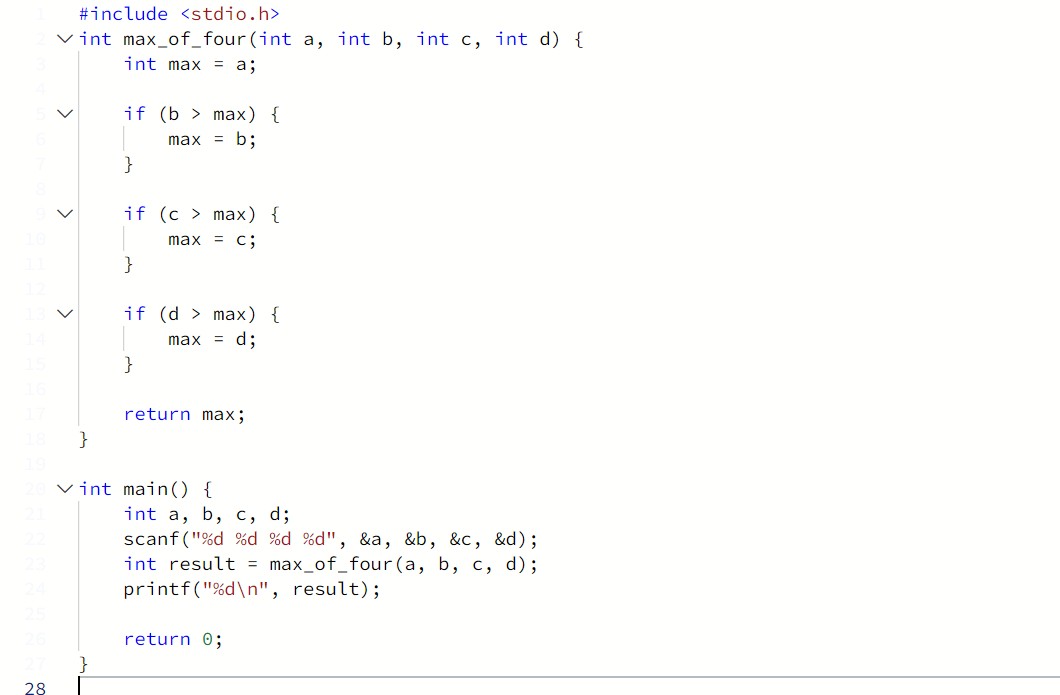 1 #include <stdio.h>
2 int max_of_four(int a, int b, int c, int d) {
3     int max = a;
4
5     if (b > max) {
6         max = b;
7     }
8
9     if (c > max) {
10         max = c;
11     }
12
13     if (d > max) {
14         max = d;
15     }
16
17     return max;
18 }
19
20 int main() {
21     int a, b, c, d;
22     scanf("%d %d %d %d", &a, &b, &c, &d);
23     int result = max_of_four(a, b, c, d);
24     printf("%d\n", result);
25
26     return 0;
27 }
28